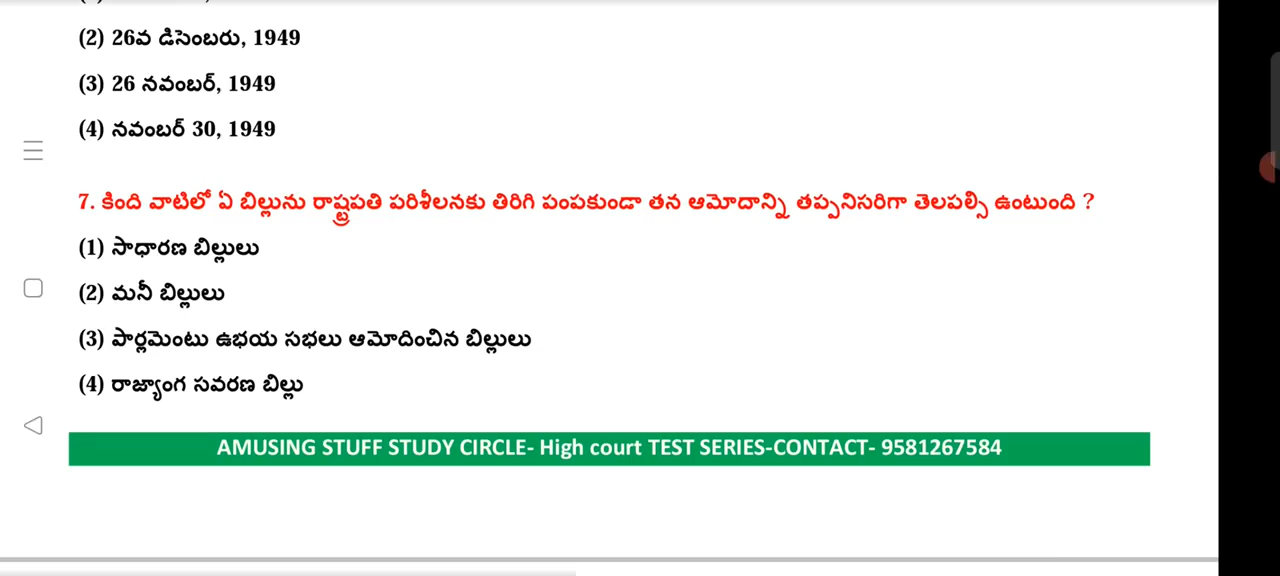 (2) 26వ డిసెంబరు, 1949
(3) 26 నవంబర్, 1949
(4) నవంబర్ 30, 1949
7. కింది వాటిలో ఏ బిల్లును రాష్ట్రపతి పరిశీలనకు తిరిగి పంపకుండా తన ఆమోదాన్ని తప్పనిసరిగా తెలపల్సి ఉంటుంది ?
(1) సాధారణ బిల్లులు
(2) మనీ బిల్లులు
(3) పార్లమెంటు ఉభయ సభలు ఆమోదించిన బిల్లులు
(4) రాజ్యాంగ సవరణ బిల్లు
AMUSING STUFF STUDY CIRCLE- High court TEST SERIES-CONTACT- 9581267584